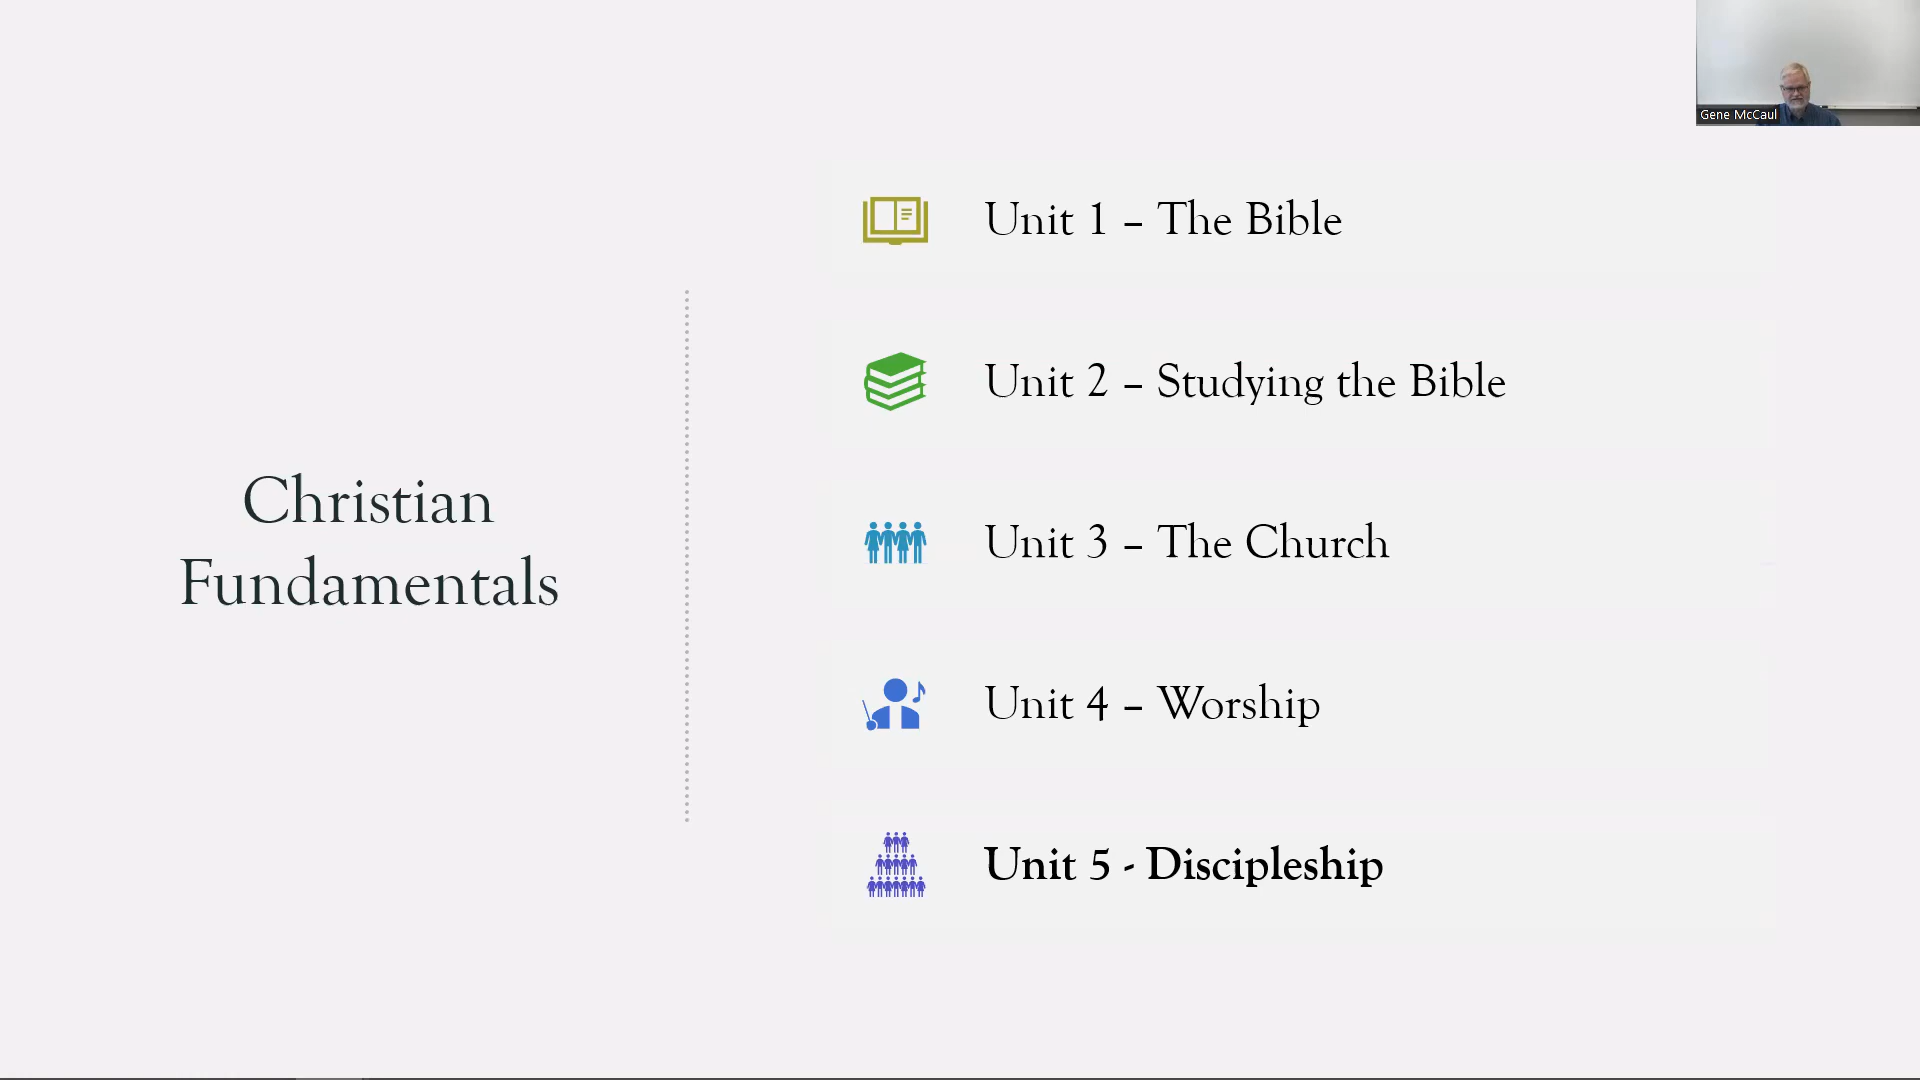 Gene McCaul
Christian
Fundamentals
Unit 1 – The Bible
Unit 2 – Studying the Bible
Unit 3 – The Church
Unit 4 – Worship
Unit 5 - Discipleship